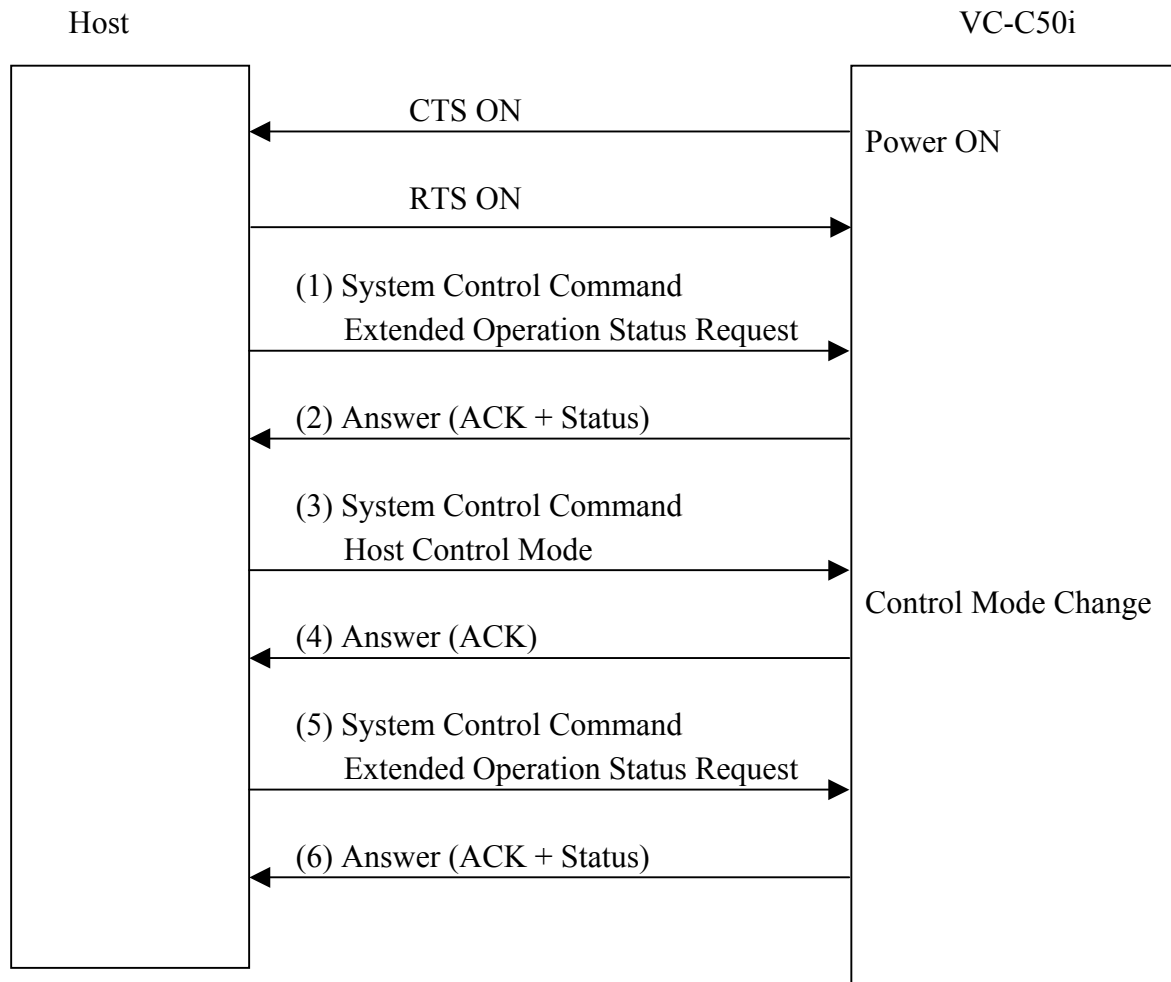 Host
VC-C50i
CTS ON
Power ON
RTS ON
(1) System Control Command
Extended Operation Status Request
(2) Answer (ACK + Status)
(3) System Control Command
Host Control Mode
Control Mode Change
(4) Answer (ACK)
(5) System Control Command
Extended Operation Status Request
(6) Answer (ACK + Status)